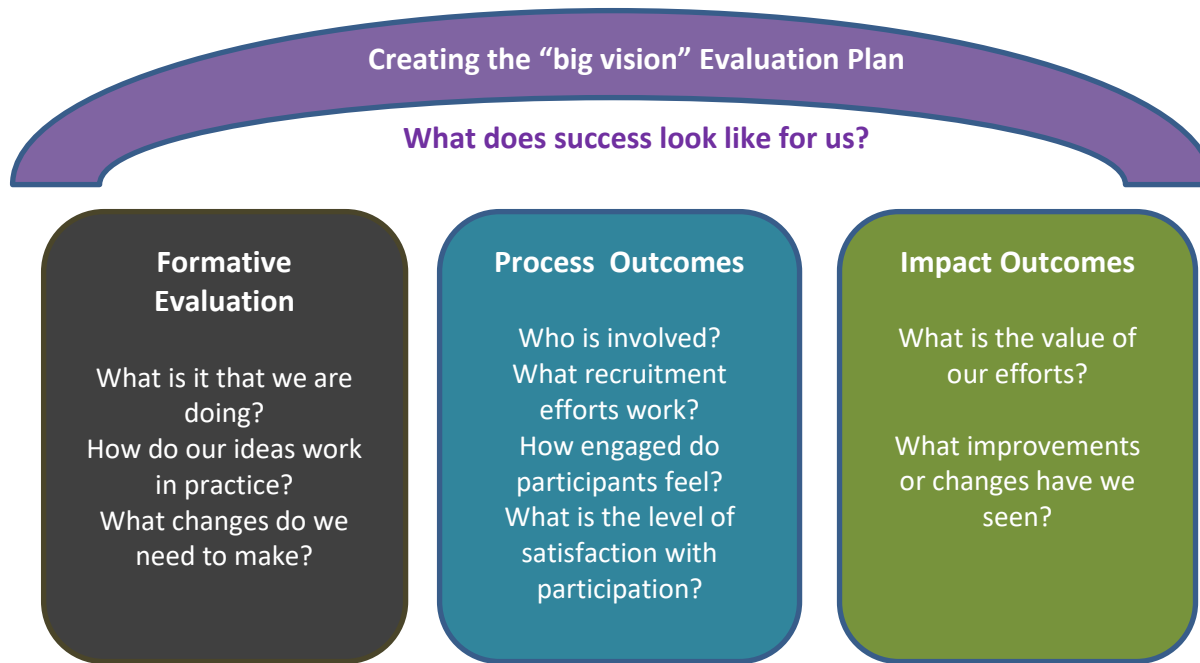 Creating the “big vision” Evaluation Plan
What does success look like for us?
Formative
Evaluation
What is it that we are
doing?
How do our ideas work
in practice?
What changes do we
need to make?
Process Outcomes
Who is involved?
What recruitment
efforts work?
How engaged do
participants feel?
What is the level of
satisfaction with
participation?
Impact Outcomes
What is the value of
our efforts?
What improvements
or changes have we
seen?